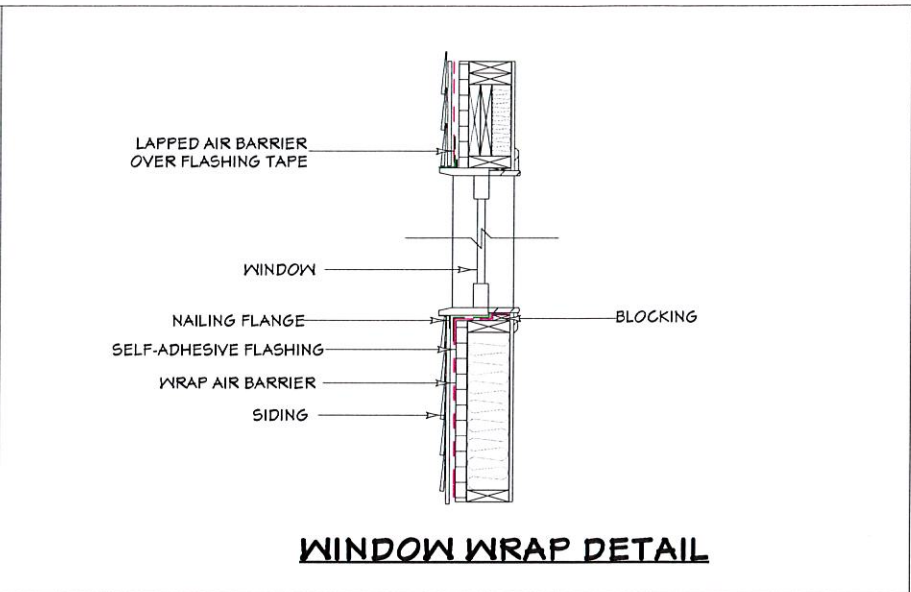 LAPPED AIR BARRIER
OVER FLASHING TAPE
WINDOW
NAILING FLANGE
BLOCKING
SELF-ADHESIVE FLASHING
WRAP AIR BARRIER
SIDING
WINDOW WRAP DETAIL